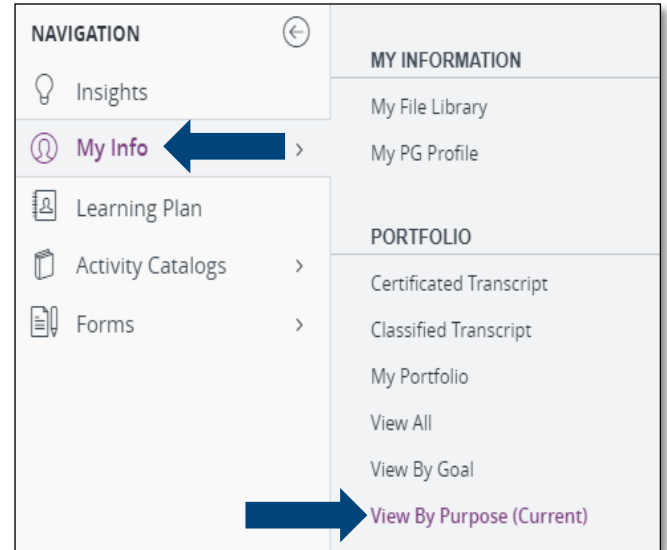 NAVIGATION
Insights
My Info
Learning Plan
Activity Catalogs
Forms
MY INFORMATION
My File Library
My PG Profile
PORTFOLIO
Certificated Transcript
Classified Transcript
My Portfolio
View All
View By Goal
View By Purpose (Current)